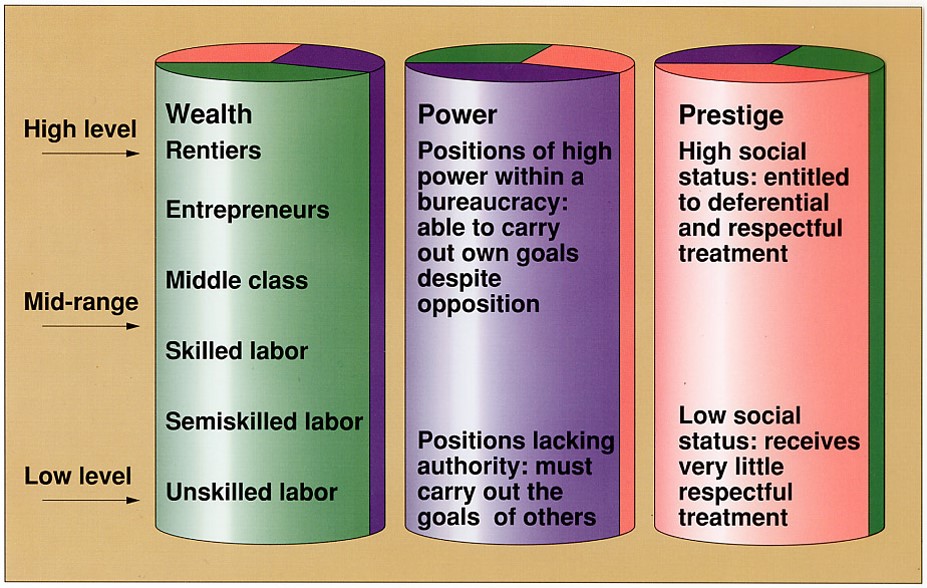 High level
Mid-range
Low level
Wealth
Rentiers
Entrepreneurs
Middle class
Skilled labor
Semiskilled labor
Unskilled labor
Power
Positions of high
power within a
bureaucracy:
able to carry
out own goals
despite
opposition
Positions lacking
authority: must
carry out the
goals of others
Prestige
High social
status: entitled
to deferential
and respectful
treatment
Low social
status: receives
very little
respectful
treatment